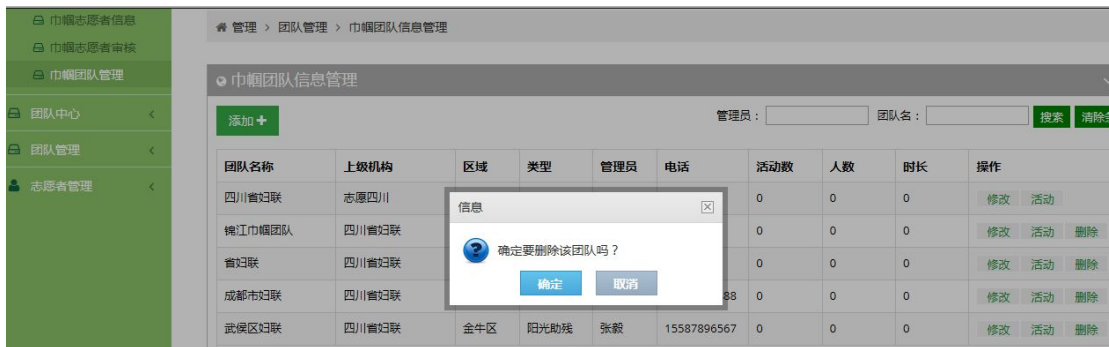 巾帼志愿者信息
巾帼志愿者审核
巾帼团队管理
团队中心
团队管理
志愿者管理
管理 > 团队管理 > 巾帼团队信息管理
巾帼团队信息管理
添加 管理员： 团队名： 搜索 清除
团队名称 上级机构 区域 类型 管理员 电话 活动数 人数 时长 操作
四川省妇联 志愿四川 0 0 0 修改 活动
锦江巾帼团队 四川省妇联 0 0 0 修改 活动 删除
省妇联 四川省妇联 0 0 0 修改 活动 删除
成都市妇联 四川省妇联 88 0 0 0 修改 活动 删除
武侯区妇联 四川省妇联 金牛区 阳光助残 张毅 15587896567 0 0 0 修改 活动 删除
信息
确定要删除该团队吗？
确定 取消